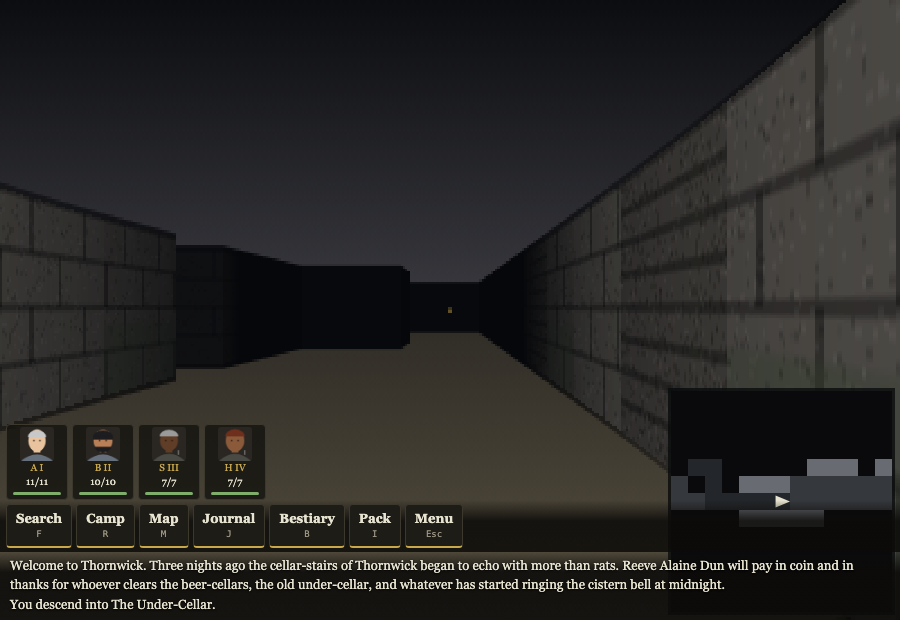 A I
B II
S III
H IV
11/11
10/10
7/7
7/7
Search
Camp
Map
Journal
Bestiary
Pack
Menu
F
R
M
J
B
I
Esc
Welcome to Thornwick. Three nights ago the cellar-stairs of Thornwick began to echo with more than rats. Reeve Alaine Dun will pay in coin and in
thanks for whoever clears the beer-cellars, the old under-cellar, and whatever has started ringing the cistern bell at midnight.
You descend into The Under-Cellar.